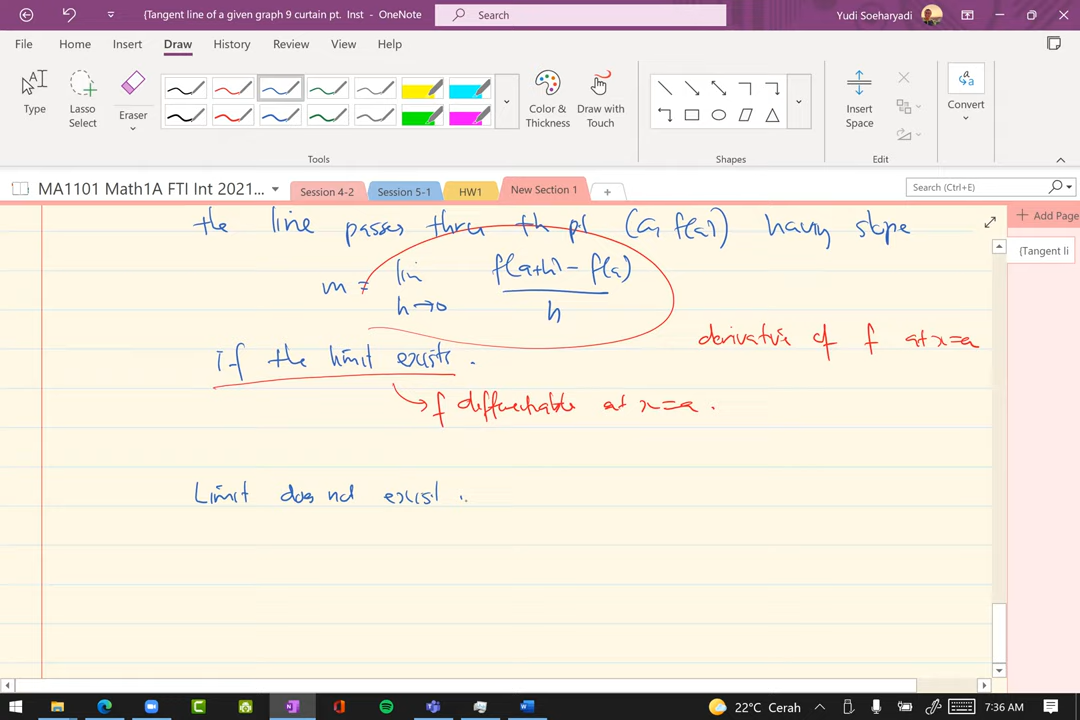 {Tangent line of a given graph 9 curtain pt. Inst - OneNote
Search
Yudi Soeharyadi
File Home Insert Draw History Review View Help
Type
Lasso Select
Eraser
Color & Thickness
Draw with Touch
Insert Space
Convert
Tools
Shapes
Edit
MA1101 Math1A FTI Int 2021...
Session 4-2
Session 5-1
HW1
New Section 1
+
Search (Ctrl+E)
Add Page
{Tangent li
the line passes thru th pt (a, f(a)) having slope
m = lim h→0 f(a+h) - f(a) / h
derivative of f at x=a
if the limit exists.
f differentiable at x=a.
Limit does not exist ..
22°C Cerah
7:36 AM